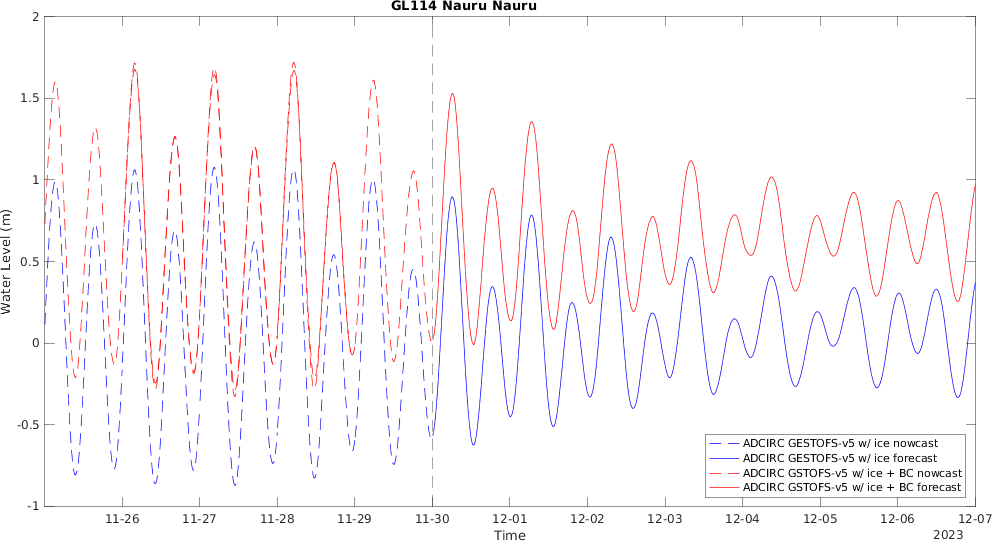 GL114 Nauru Nauru
2
1.5
1
0.5
0
-0.5
-1
Water Level (m)
ADCIRC GESTOFS-v5 w/ ice nowcast
ADCIRC GESTOFS-v5 w/ ice forecast
ADCIRC GSTOFS-v5 w/ ice + BC nowcast
ADCIRC GSTOFS-v5 w/ ice + BC forecast
11-26 11-27 11-28 11-29 11-30 12-01 12-02 12-03 12-04 12-05 12-06 12-07
Time
2023